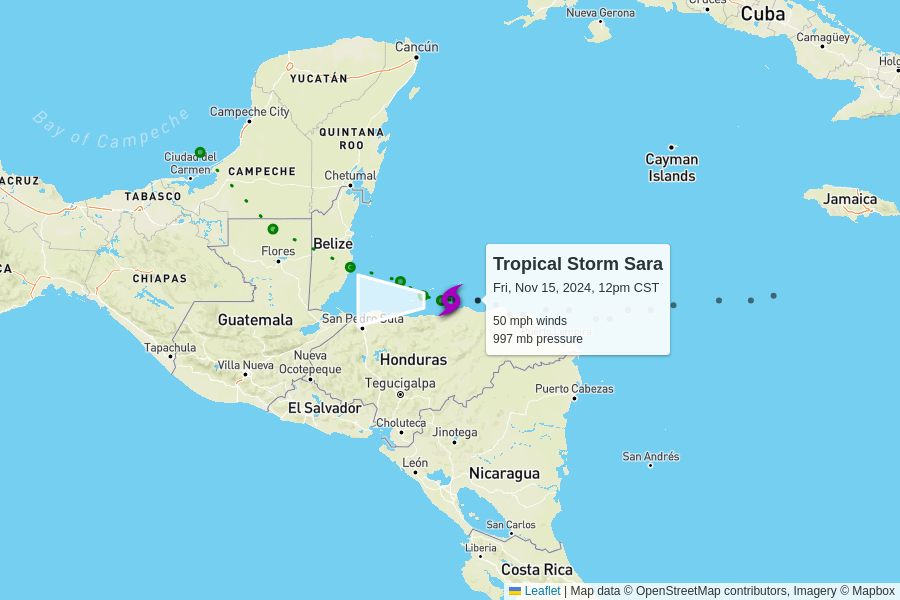 Cuba
Nueva Gerona
Camagüey
Cancún
YUCATÁN
Bay of Campeche
Campeche City
QUINTANA
ROO
Ciudad del
Carmen
CAMPECHE
Cayman
Islands
Chetumal
TABASCO
Jamaica
Belize
Flores
CHIAPAS
Tropical Storm Sara
Fri, Nov 15, 2024, 12pm CST
50 mph winds
997 mb pressure
San Pedro Sula
Guatemala
Tapachula
Villa Nueva
Nueva
Ocotepeque
Honduras
Tegucigalpa
Puerto Cabezas
El Salvador
Choluteca
Jinotega
León
Nicaragua
San Andrés
San Carlos
Liberia
Costa Rica
Leaflet | Map data © OpenStreetMap contributors, Imagery © Mapbox